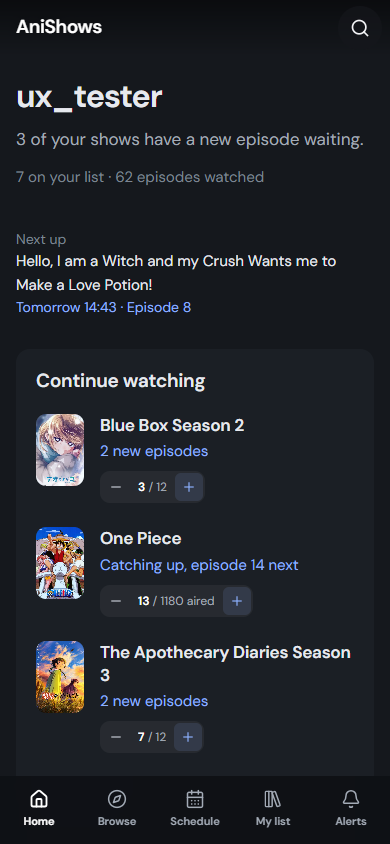 AniShows
ux_tester
3 of your shows have a new episode waiting.
7 on your list · 62 episodes watched
Next up
Hello, I am a Witch and my Crush Wants me to
Make a Love Potion!
Tomorrow 14:43 · Episode 8
Continue watching
Blue Box Season 2
2 new episodes
− 3 / 12 +
One Piece
Catching up, episode 14 next
− 13 / 1180 aired +
The Apothecary Diaries Season
3
2 new episodes
− 7 / 12 +
Home Browse Schedule My list Alerts